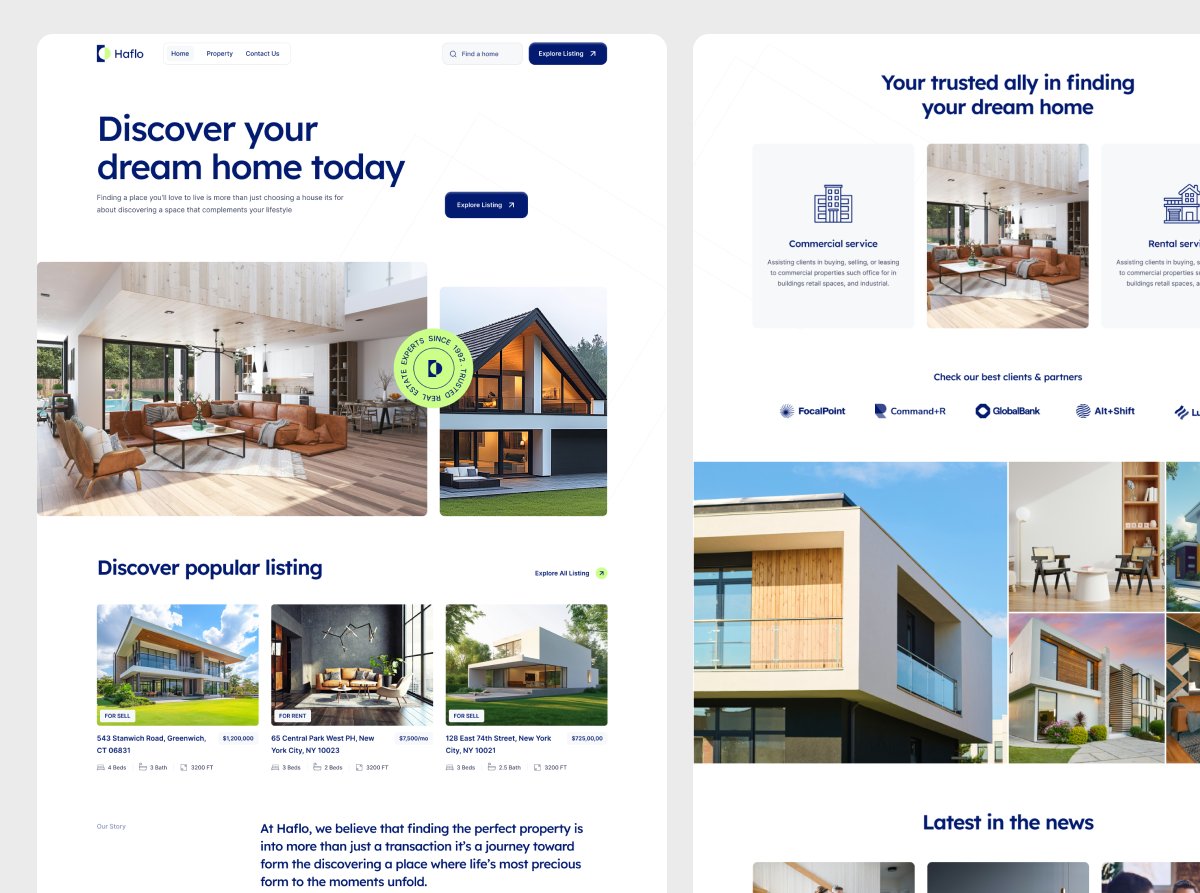 Haflo
Home
Property
Contact Us
Find a home
Explore Listing
Discover your
dream home today
Finding a place you'll love to live is more than just choosing a house its for
about discovering a space that complements your lifestyle
Explore Listing
TRUSTED REAL ESTATE EXPERTS SINCE 1992
Discover popular listing
Explore All Listing
FOR SELL
543 Stanwich Road, Greenwich,
CT 06831
$1,200,000
4 Beds
3 Bath
3200 FT
FOR RENT
65 Central Park West PH, New
York City, NY 10023
$7,500/mo
3 Beds
2 Beds
3200 FT
FOR SELL
128 East 74th Street, New York
City, NY 10021
$725,00,00
3 Beds
2.5 Bath
3200 FT
Our Story
At Haflo, we believe that finding the perfect property is
into more than just a transaction it's a journey toward
form the discovering a place where life's most precious
form to the moments unfold.
Your trusted ally in finding
your dream home
Commercial service
Assisting clients in buying, selling, or leasing
to commercial properties such office for in
buildings retail spaces, and industrial.
Rental servi
Assisting clients in buying, s
to commercial properties su
buildings retail spaces, a
Check our best clients & partners
FocalPoint
Command+R
GlobalBank
Alt+Shift
Lu
Latest in the news